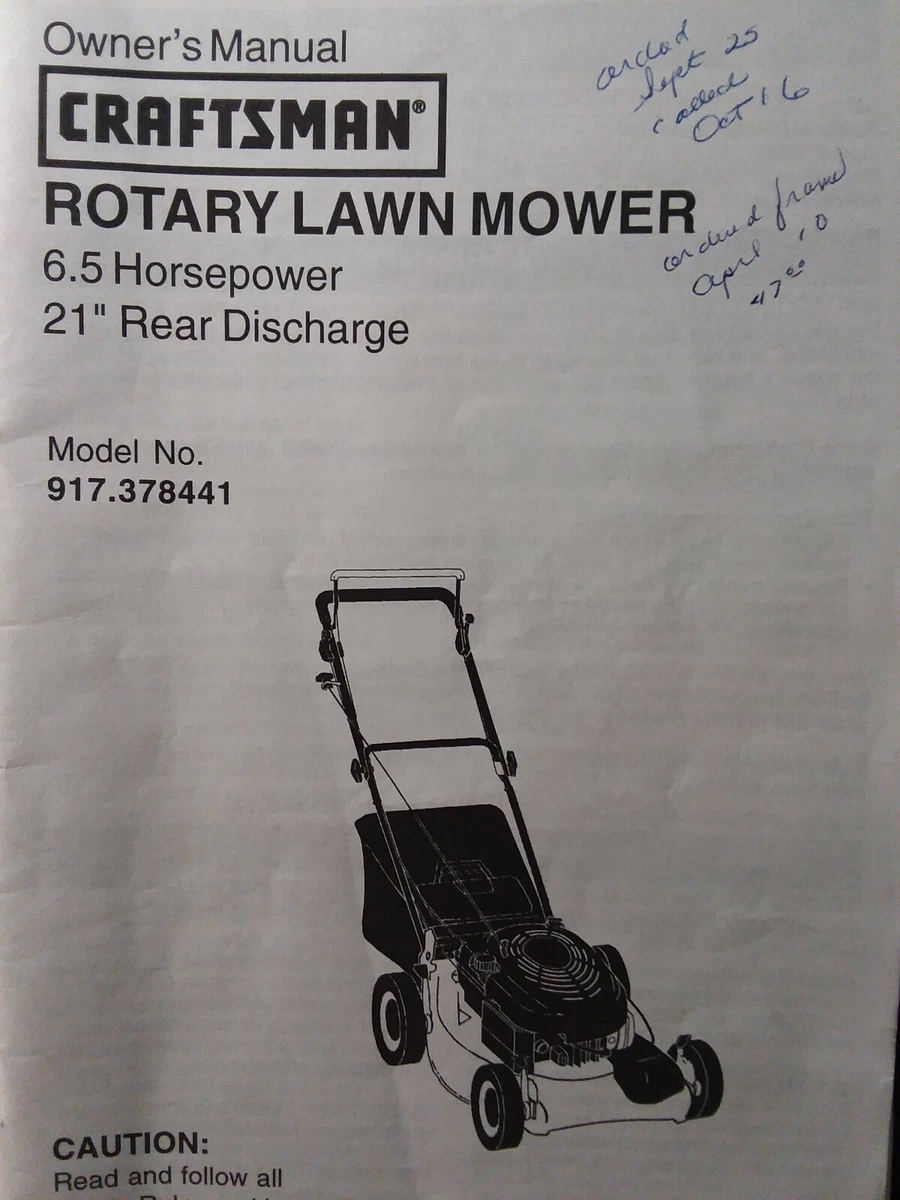 Owner's Manual
CRAFTSMAN®
ROTARY LAWN MOWER
6.5 Horsepower
21" Rear Discharge
Model No.
917.378441
CAUTION:
Read and follow all
ordered
Sept 25
called
Oct 16
ordered frame
April 10
47.00